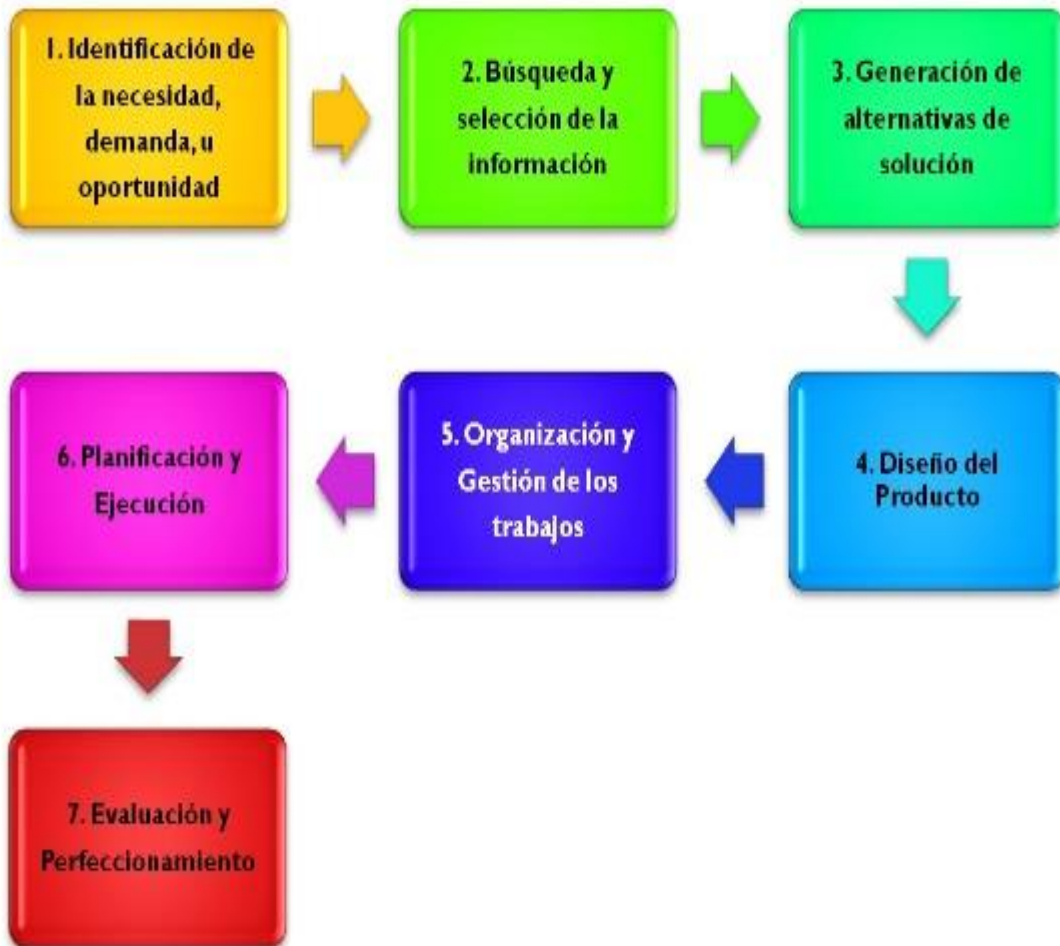 1. Identificación de
la necesidad,
demanda, u
oportunidad
2. Búsqueda y
selección de la
información
3. Generación de
alternativas de
solución
4. Diseño del
Producto
5. Organización y
Gestión de los
trabajos
6. Planificación y
Ejecución
7. Evaluación y
Perfeccionamiento